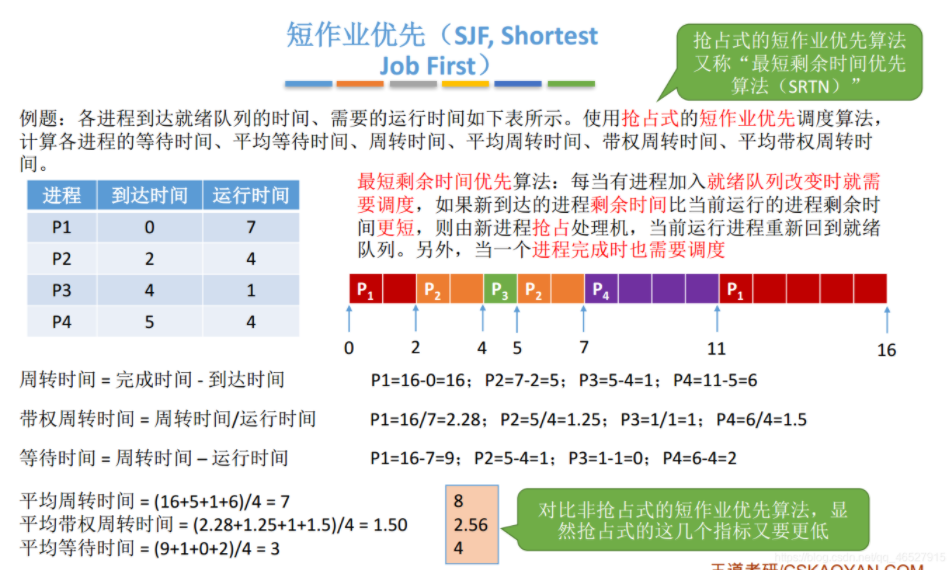 短作业优先（SJF, Shortest
Job First）
抢占式的短作业优先算法
又称“最短剩余时间优先
算法（SRTN）”
例题：各进程到达就绪队列的时间、需要的运行时间如下表所示。使用抢占式的短作业优先调度算法，
计算各进程的等待时间、平均等待时间、周转时间、平均周转时间、带权周转时间、平均带权周转时
间。
进程 到达时间 运行时间
P1 0 7
P2 2 4
P3 4 1
P4 5 4
最短剩余时间优先算法：每当有进程加入就绪队列改变时就需
要调度，如果新到达的进程剩余时间比当前运行的进程剩余时
间更短，则由新进程抢占处理机，当前运行进程重新回到就绪
队列。另外，当一个进程完成时也需要调度
P1 P2 P3 P2 P4 P1
0 2 4 5 7 11 16
周转时间 = 完成时间 - 到达时间 P1=16-0=16；P2=7-2=5；P3=5-4=1；P4=11-5=6
带权周转时间 = 周转时间/运行时间 P1=16/7=2.28；P2=5/4=1.25；P3=1/1=1；P4=6/4=1.5
等待时间 = 周转时间 – 运行时间 P1=16-7=9；P2=5-4=1；P3=1-1=0；P4=6-4=2
平均周转时间 = (16+5+1+6)/4 = 7 8
平均带权周转时间 = (2.28+1.25+1+1.5)/4 = 1.50 2.56
平均等待时间 = (9+1+0+2)/4 = 3 4
对比非抢占式的短作业优先算法，显
然抢占式的这几个指标又要更低
王道考研/CSKAOYAN.COM